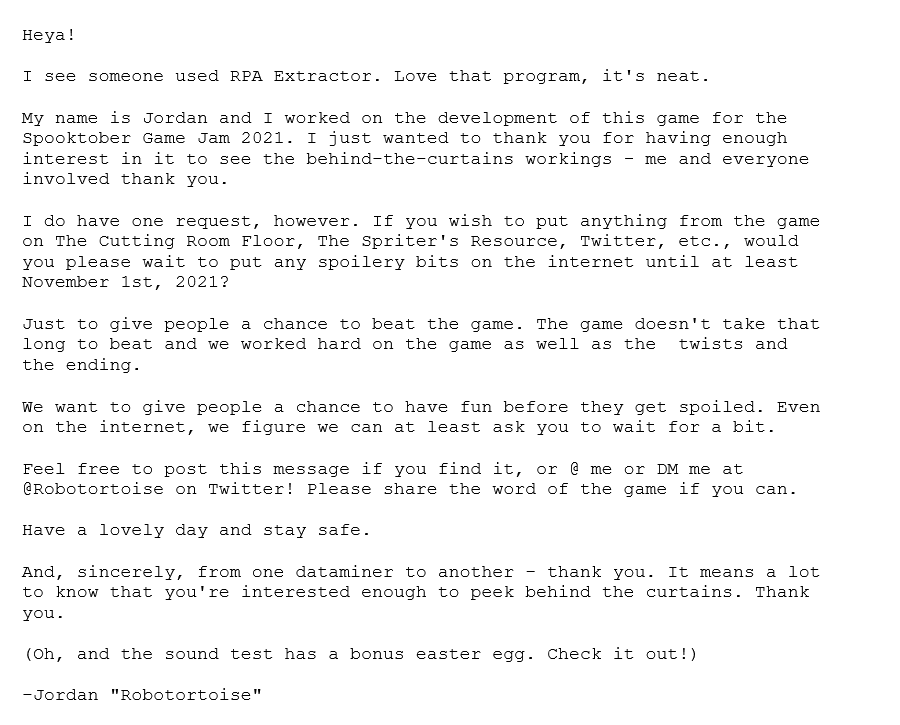 Heya!
I see someone used RPA Extractor. Love that program, it's neat.
My name is Jordan and I worked on the development of this game for the
Spooktober Game Jam 2021. I just wanted to thank you for having enough
interest in it to see the behind-the-curtains workings - me and everyone
involved thank you.
I do have one request, however. If you wish to put anything from the game
on The Cutting Room Floor, The Spriter's Resource, Twitter, etc., would
you please wait to put any spoilery bits on the internet until at least
November 1st, 2021?
Just to give people a chance to beat the game. The game doesn't take that
long to beat and we worked hard on the game as well as the  twists and
the ending.
We want to give people a chance to have fun before they get spoiled. Even
on the internet, we figure we can at least ask you to wait for a bit.
Feel free to post this message if you find it, or @ me or DM me at
@Robotortoise on Twitter! Please share the word of the game if you can.
Have a lovely day and stay safe.
And, sincerely, from one dataminer to another - thank you. It means a lot
to know that you're interested enough to peek behind the curtains. Thank
you.
(Oh, and the sound test has a bonus easter egg. Check it out!)
-Jordan "Robotortoise"